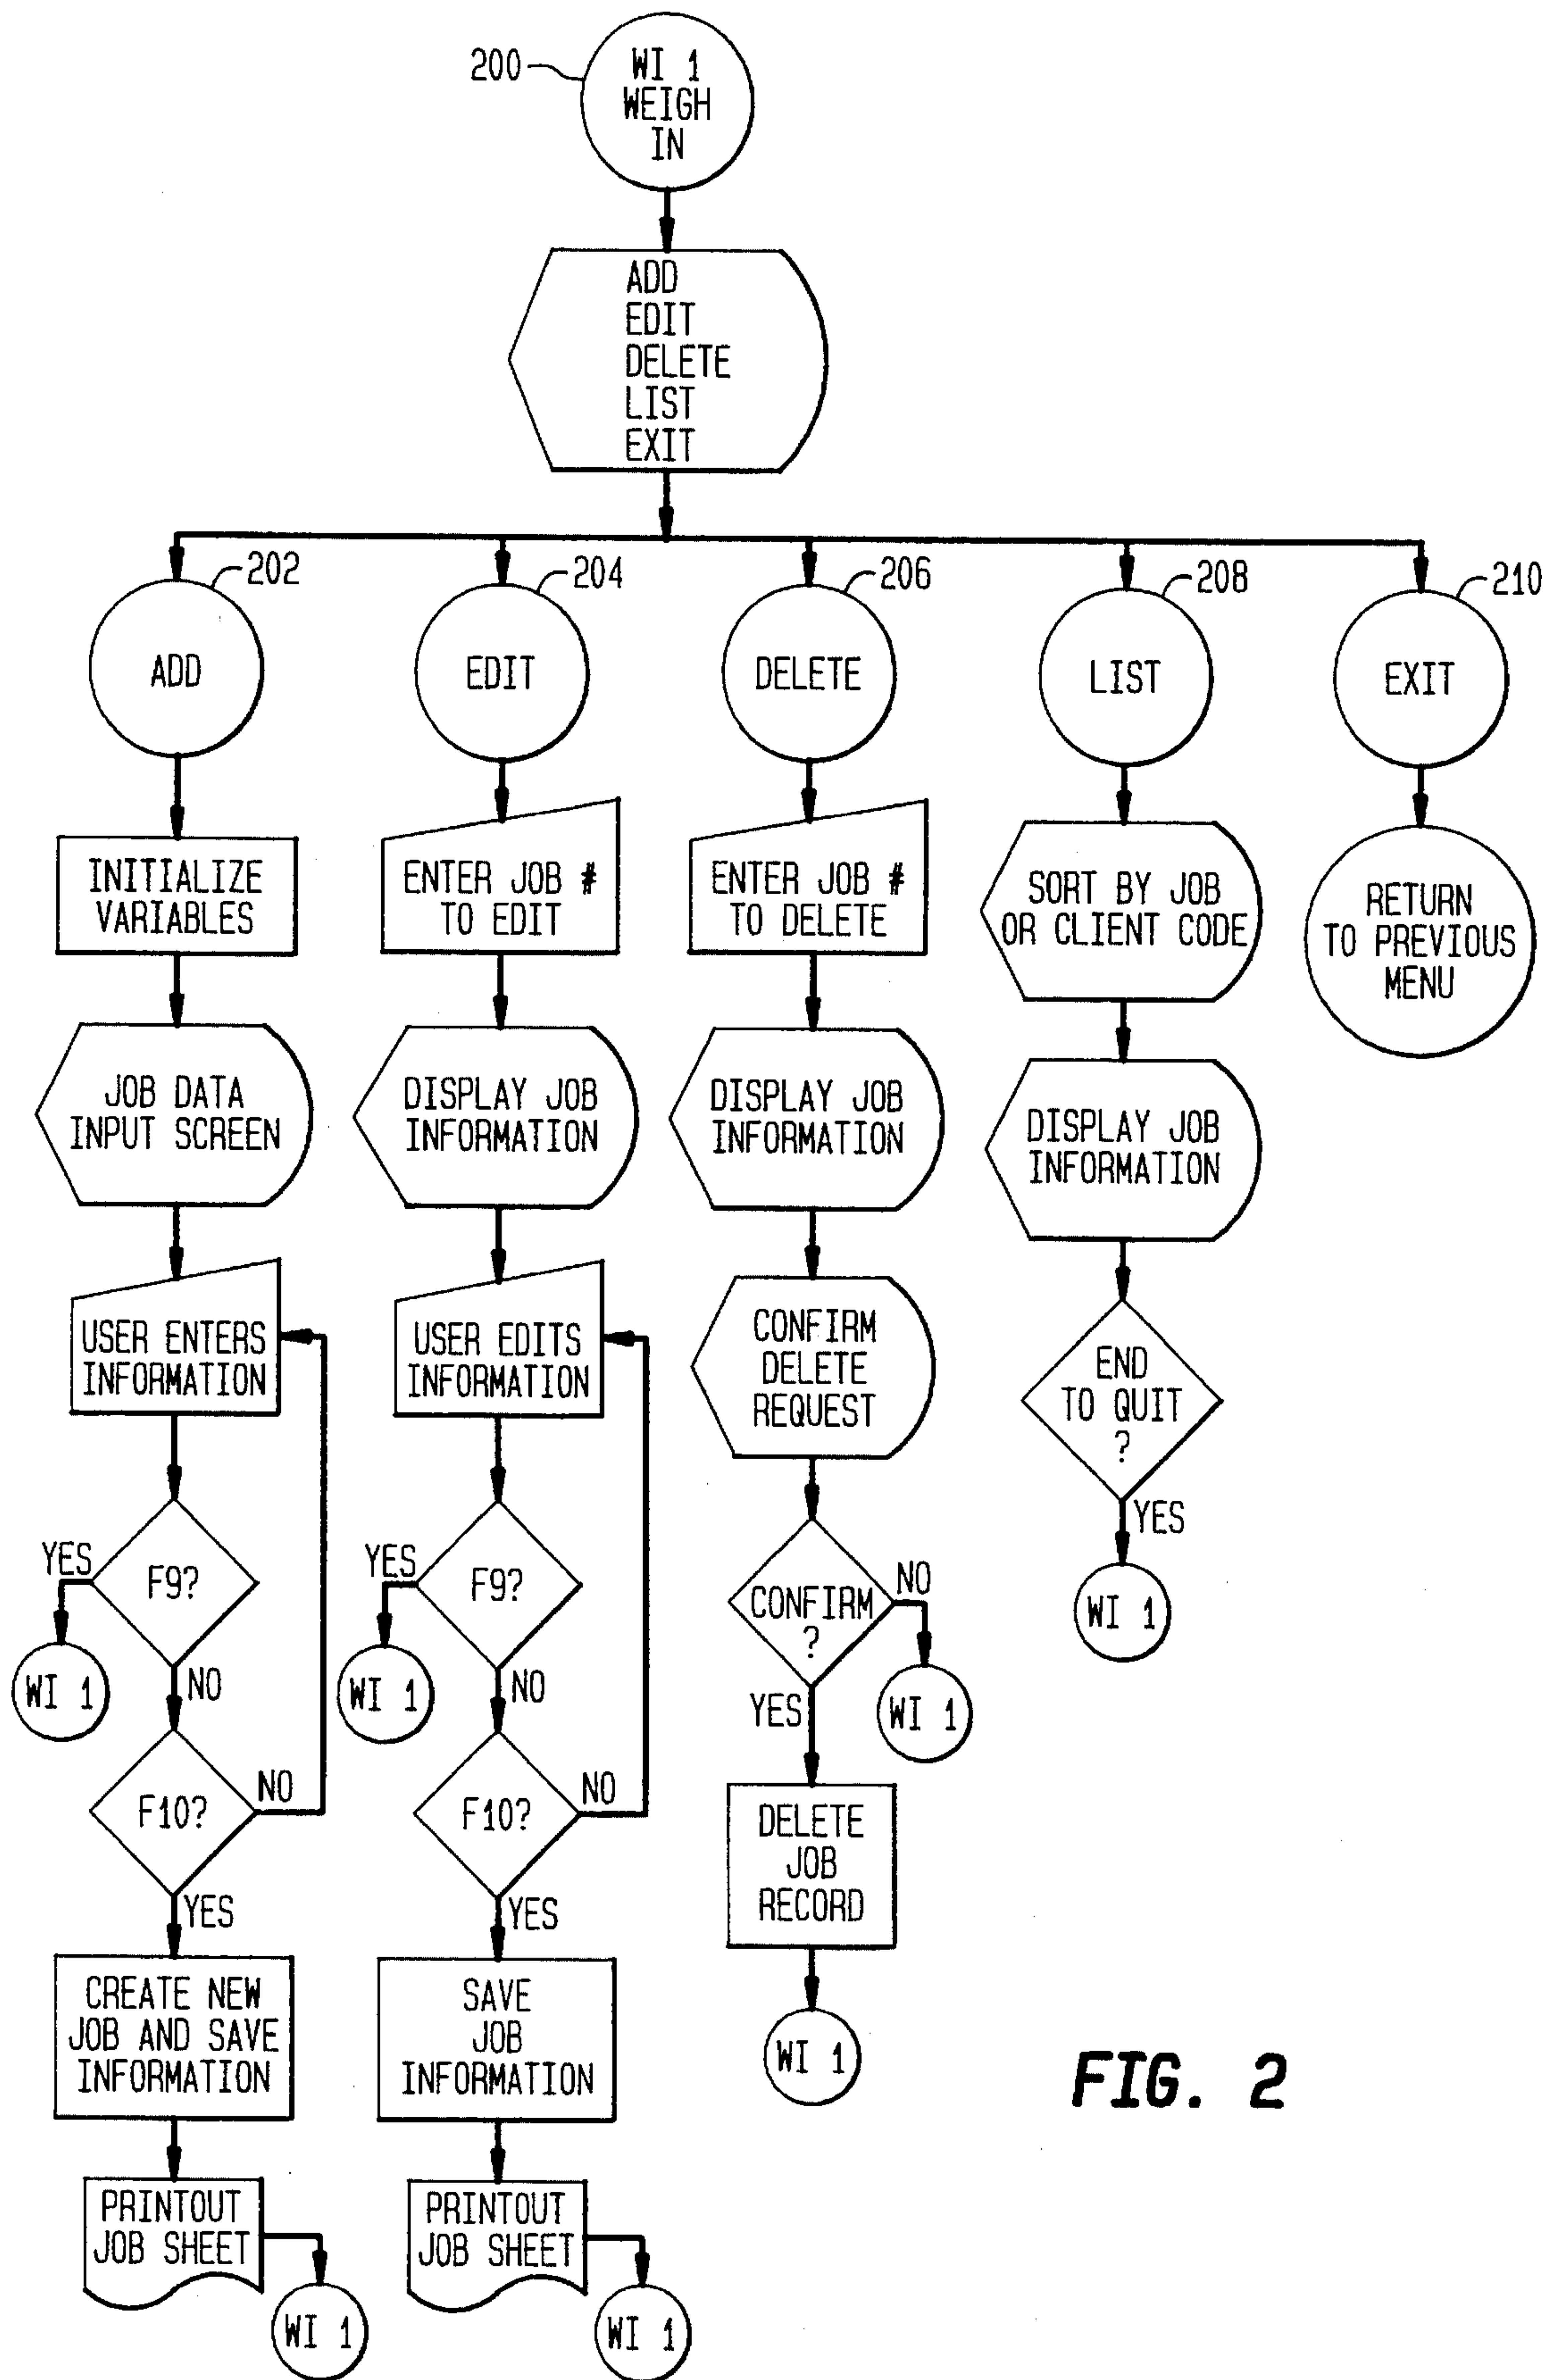 200
WI 1
WEIGH
IN
ADD
EDIT
DELETE
LIST
EXIT
202
204
206
208
210
ADD
EDIT
DELETE
LIST
EXIT
INITIALIZE
VARIABLES
JOB DATA
INPUT SCREEN
USER ENTERS
INFORMATION
F9?
YES
WI 1
NO
F10?
NO
YES
CREATE NEW
JOB AND SAVE
INFORMATION
PRINTOUT
JOB SHEET
WI 1
ENTER JOB #
TO EDIT
DISPLAY JOB
INFORMATION
USER EDITS
INFORMATION
F9?
YES
WI 1
NO
F10?
NO
YES
SAVE
JOB
INFORMATION
PRINTOUT
JOB SHEET
WI 1
ENTER JOB #
TO DELETE
DISPLAY JOB
INFORMATION
CONFIRM
DELETE
REQUEST
CONFIRM
?
NO
WI 1
YES
DELETE
JOB
RECORD
WI 1
SORT BY JOB
OR CLIENT CODE
DISPLAY JOB
INFORMATION
END
TO QUIT
?
YES
WI 1
RETURN
TO PREVIOUS
MENU
FIG. 2